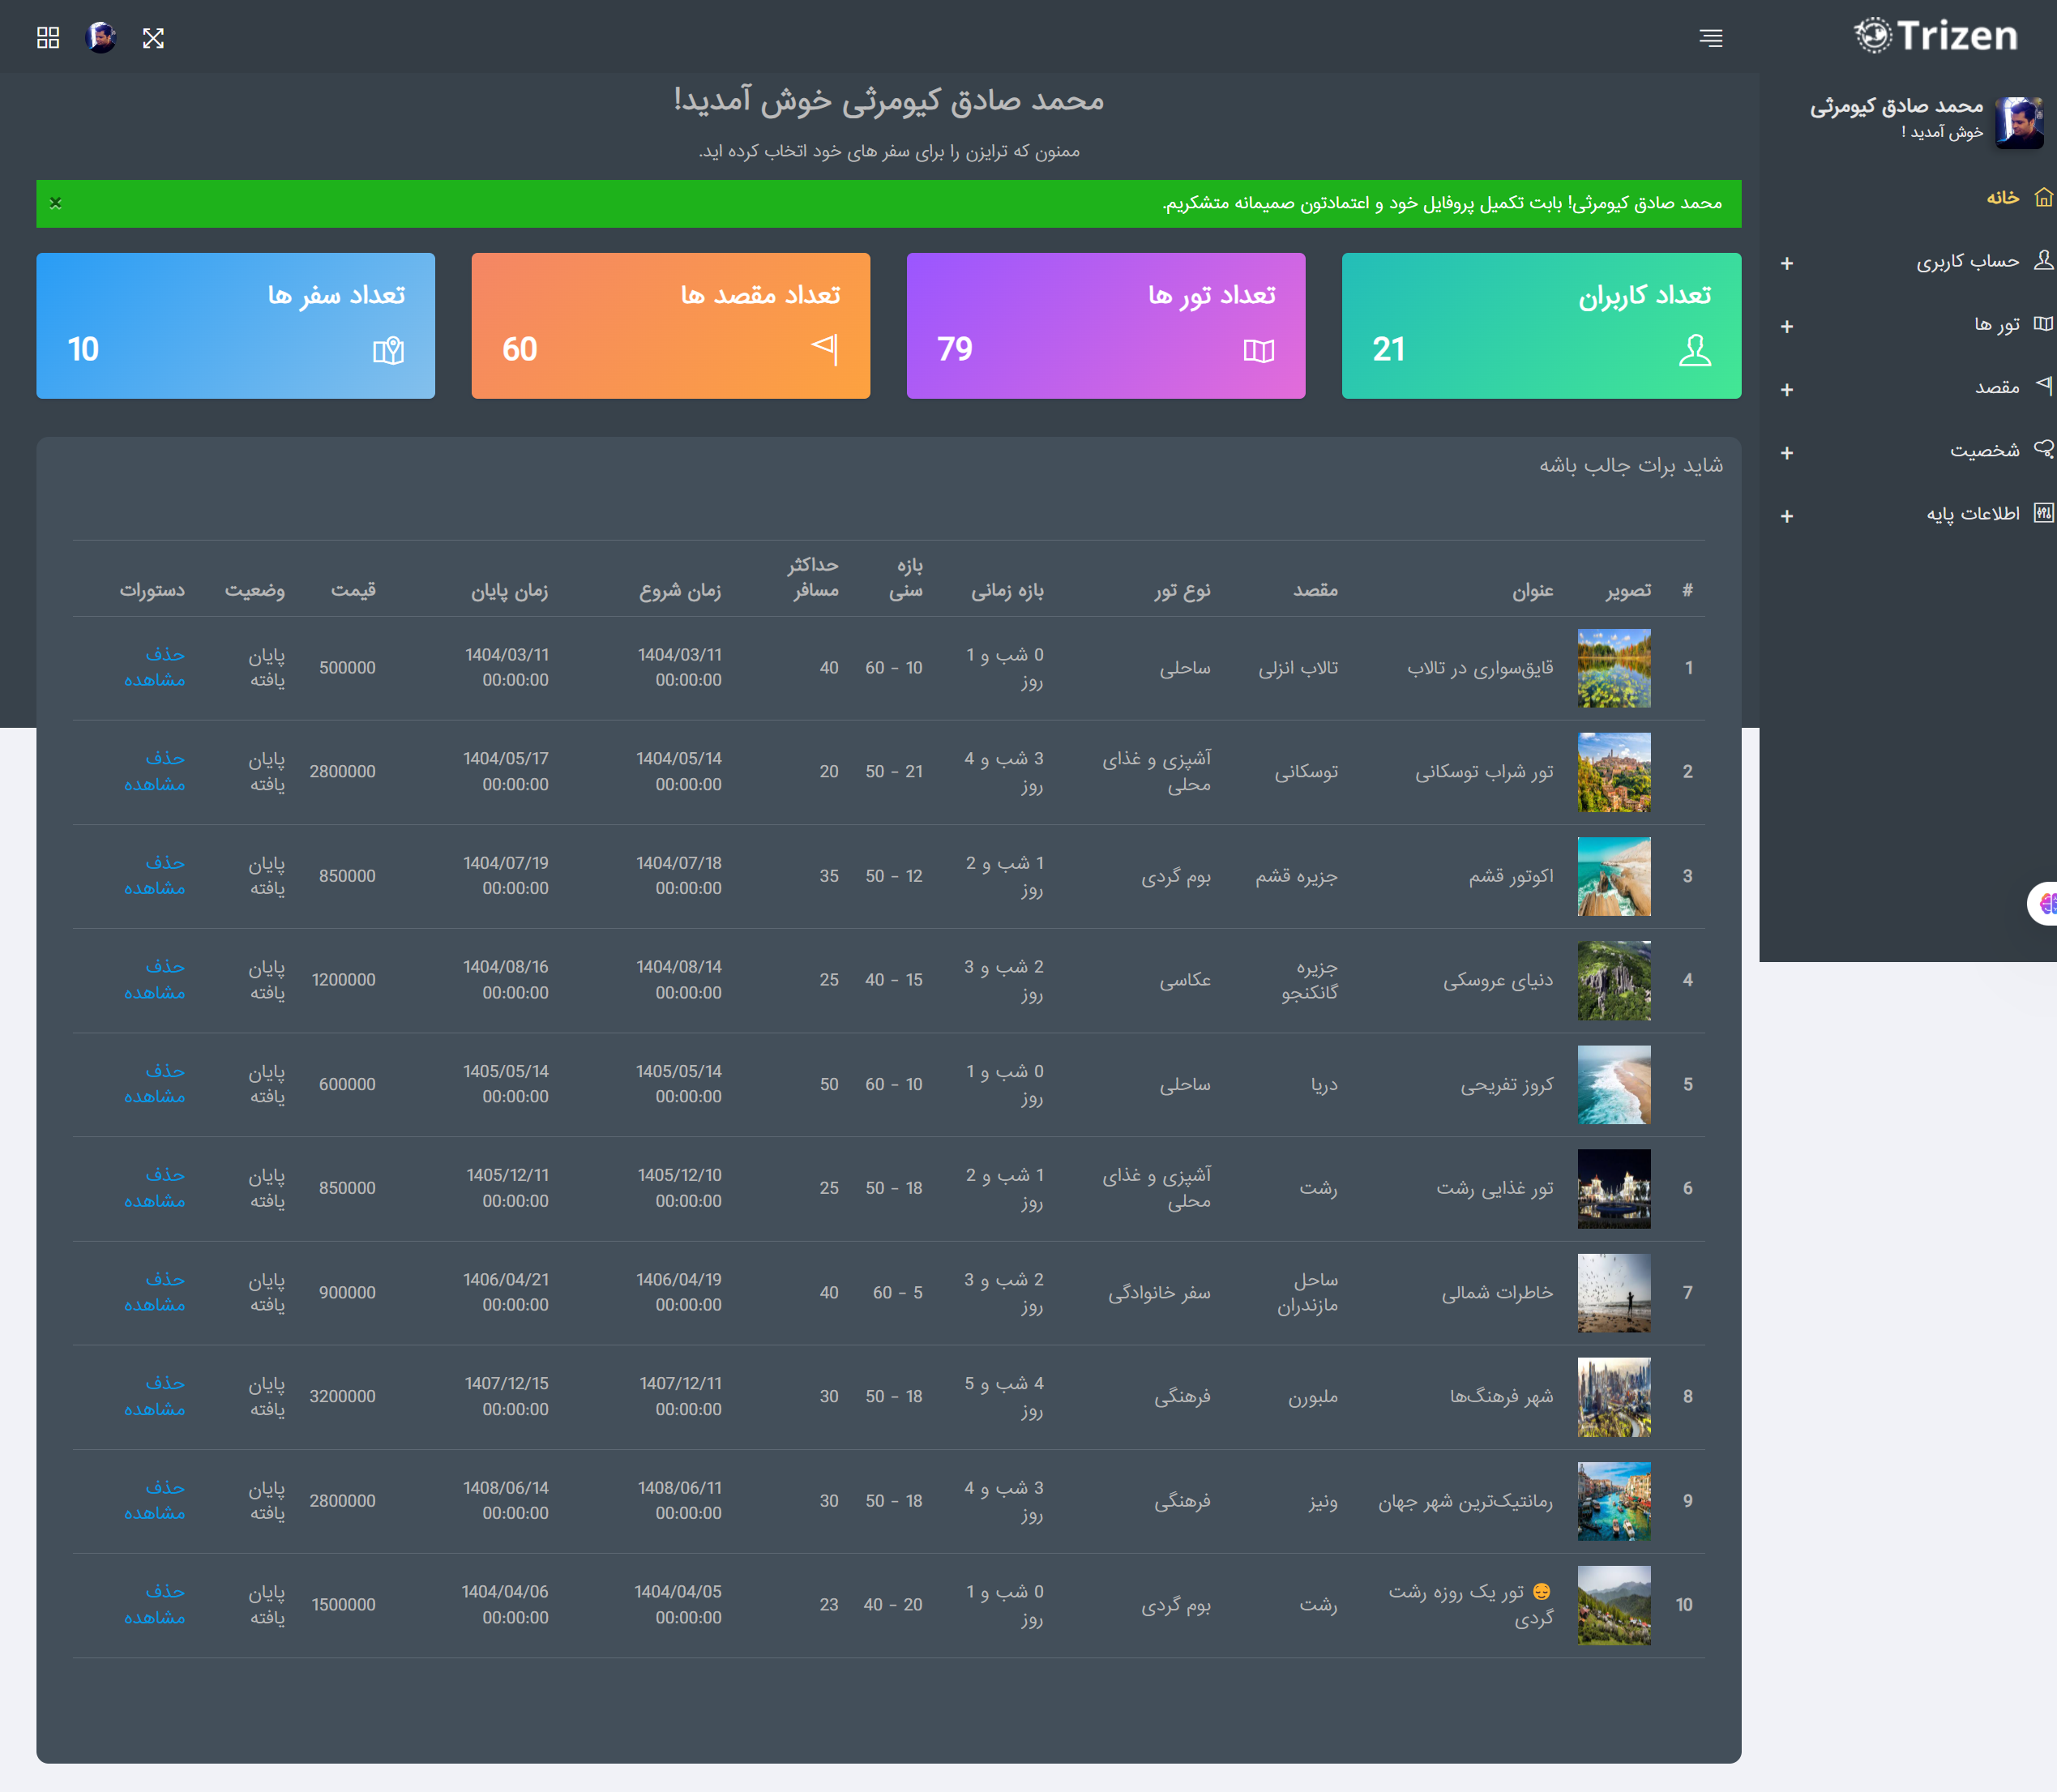 Trizen
محمد صادق کیومرثی
خوش آمدید !
خانه
حساب کاربری +
تور ها +
مقصد +
شخصیت +
اطلاعات پایه +
محمد صادق کیومرثی خوش آمدید!
ممنون که ترایزن را برای سفر های خود اتخاب کرده اید.
محمد صادق کیومرثی! بابت تکمیل پروفایل خود و اعتمادتون صمیمانه متشکریم. ×
تعداد کاربران
21
تعداد تور ها
79
تعداد مقصد ها
60
تعداد سفر ها
10
شاید برات جالب باشه
# تصویر عنوان مقصد نوع تور بازه زمانی بازه سنی حداکثر مسافر زمان شروع زمان پایان قیمت وضعیت دستورات
1 قایق‌سواری در تالاب تالاب انزلی ساحلی 0 شب و 1 روز 10 - 60 40 1404/03/11 00:00:00 1404/03/11 00:00:00 500000 پایان یافته حذف مشاهده
2 تور شراب توسکانی توسکانی آشپزی و غذای محلی 3 شب و 4 روز 21 - 50 20 1404/05/14 00:00:00 1404/05/17 00:00:00 2800000 پایان یافته حذف مشاهده
3 اکوتور قشم جزیره قشم بوم گردی 1 شب و 2 روز 12 - 50 35 1404/07/18 00:00:00 1404/07/19 00:00:00 850000 پایان یافته حذف مشاهده
4 دنیای عروسکی جزیره گانکنجو عکاسی 2 شب و 3 روز 15 - 40 25 1404/08/14 00:00:00 1404/08/16 00:00:00 1200000 پایان یافته حذف مشاهده
5 کروز تفریحی دریا ساحلی 0 شب و 1 روز 10 - 60 50 1405/05/14 00:00:00 1405/05/14 00:00:00 600000 پایان یافته حذف مشاهده
6 تور غذایی رشت رشت آشپزی و غذای محلی 1 شب و 2 روز 18 - 50 25 1405/12/10 00:00:00 1405/12/11 00:00:00 850000 پایان یافته حذف مشاهده
7 خاطرات شمالی ساحل مازندران سفر خانوادگی 2 شب و 3 روز 5 - 60 40 1406/04/19 00:00:00 1406/04/21 00:00:00 900000 پایان یافته حذف مشاهده
8 شهر فرهنگ‌ها ملبورن فرهنگی 4 شب و 5 روز 18 - 50 30 1407/12/11 00:00:00 1407/12/15 00:00:00 3200000 پایان یافته حذف مشاهده
9 رمانتیک‌ترین شهر جهان ونیز فرهنگی 3 شب و 4 روز 18 - 50 30 1408/06/11 00:00:00 1408/06/14 00:00:00 2800000 پایان یافته حذف مشاهده
10 😌 تور یک روزه رشت گردی رشت بوم گردی 0 شب و 1 روز 20 - 40 23 1404/04/05 00:00:00 1404/04/06 00:00:00 1500000 پایان یافته حذف مشاهده